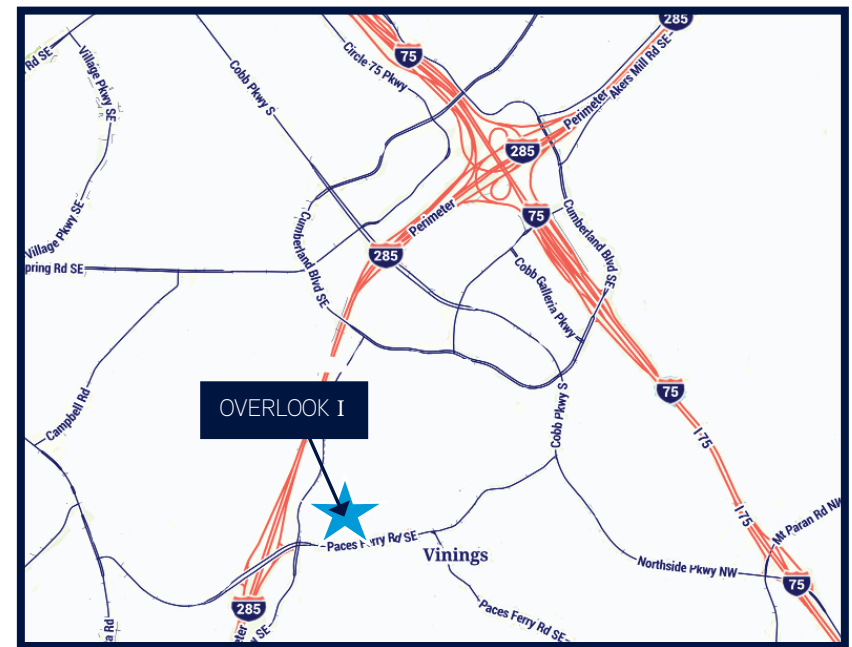 285
75
Rd SE
Village Pkwy SE
Cobb Pkwy S
Circle 75 Pkwy
Akers Mill Rd SE
Perimeter
285
Village Pkwy SE
Cumberland Blvd SE
Perimeter
75
Cumberland Blvd SE
pring Rd SE
285
Cobb Galleria Pkwy
OVERLOOK I
Campbell Rd
Cobb Pkwy S
75
I-75
I-75
Mt Paran Rd NW
Paces Ferry Rd SE
Vinings
Northside Pkwy NW
75
285
Paces Ferry Rd SE
a Rd
eter
SE